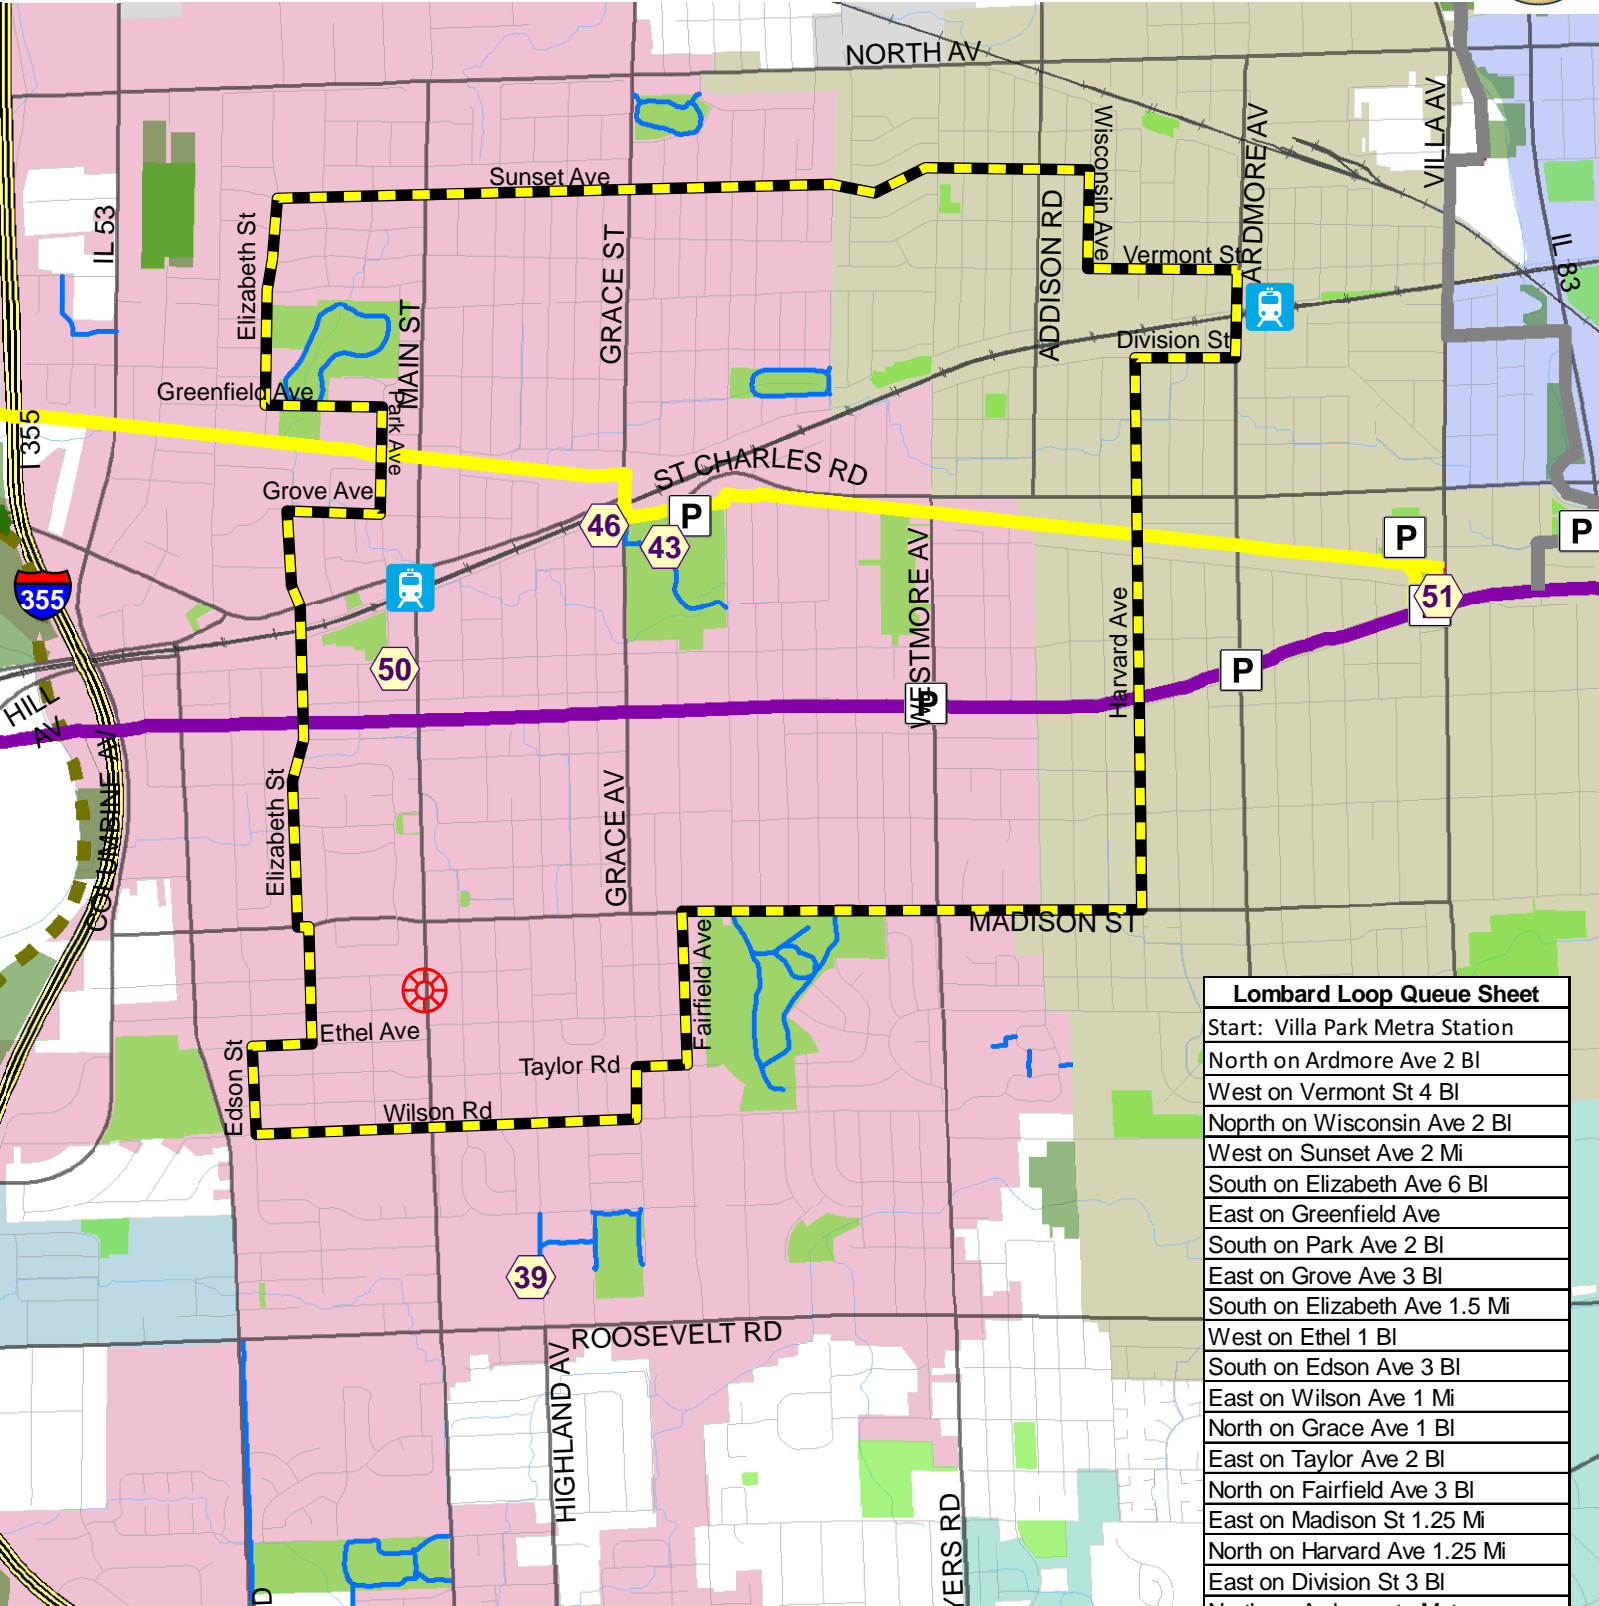 NORTH AV
Wisconsin Ave
ARDMORE AV
VILLA AV
Sunset Ave
IL 53
Elizabeth St
GRACE ST
ADDISON RD
Vermont St
IL 83
MAIN ST
Division St
Greenfield Ave
Park Ave
I 355
ST CHARLES RD
Grove Ave
P
46
43
P
P
WESTMORE AV
355
51
Harvard Ave
50
P
P
HILL AV
COLUMBINE AV
Elizabeth St
GRACE AV
MADISON ST
Fairfield Ave
Ethel Ave
Edson St
Taylor Rd
Wilson Rd
39
ROOSEVELT RD
HIGHLAND AV
YERS RD
D
Lombard Loop Queue Sheet
Start: Villa Park Metra Station
North on Ardmore Ave 2 Bl
West on Vermont St 4 Bl
Noprth on Wisconsin Ave 2 Bl
West on Sunset Ave 2 Mi
South on Elizabeth Ave 6 Bl
East on Greenfield Ave
South on Park Ave 2 Bl
East on Grove Ave 3 Bl
South on Elizabeth Ave 1.5 Mi
West on Ethel 1 Bl
South on Edson Ave 3 Bl
East on Wilson Ave 1 Mi
North on Grace Ave 1 Bl
East on Taylor Ave 2 Bl
North on Fairfield Ave 3 Bl
East on Madison St 1.25 Mi
North on Harvard Ave 1.25 Mi
East on Division St 3 Bl